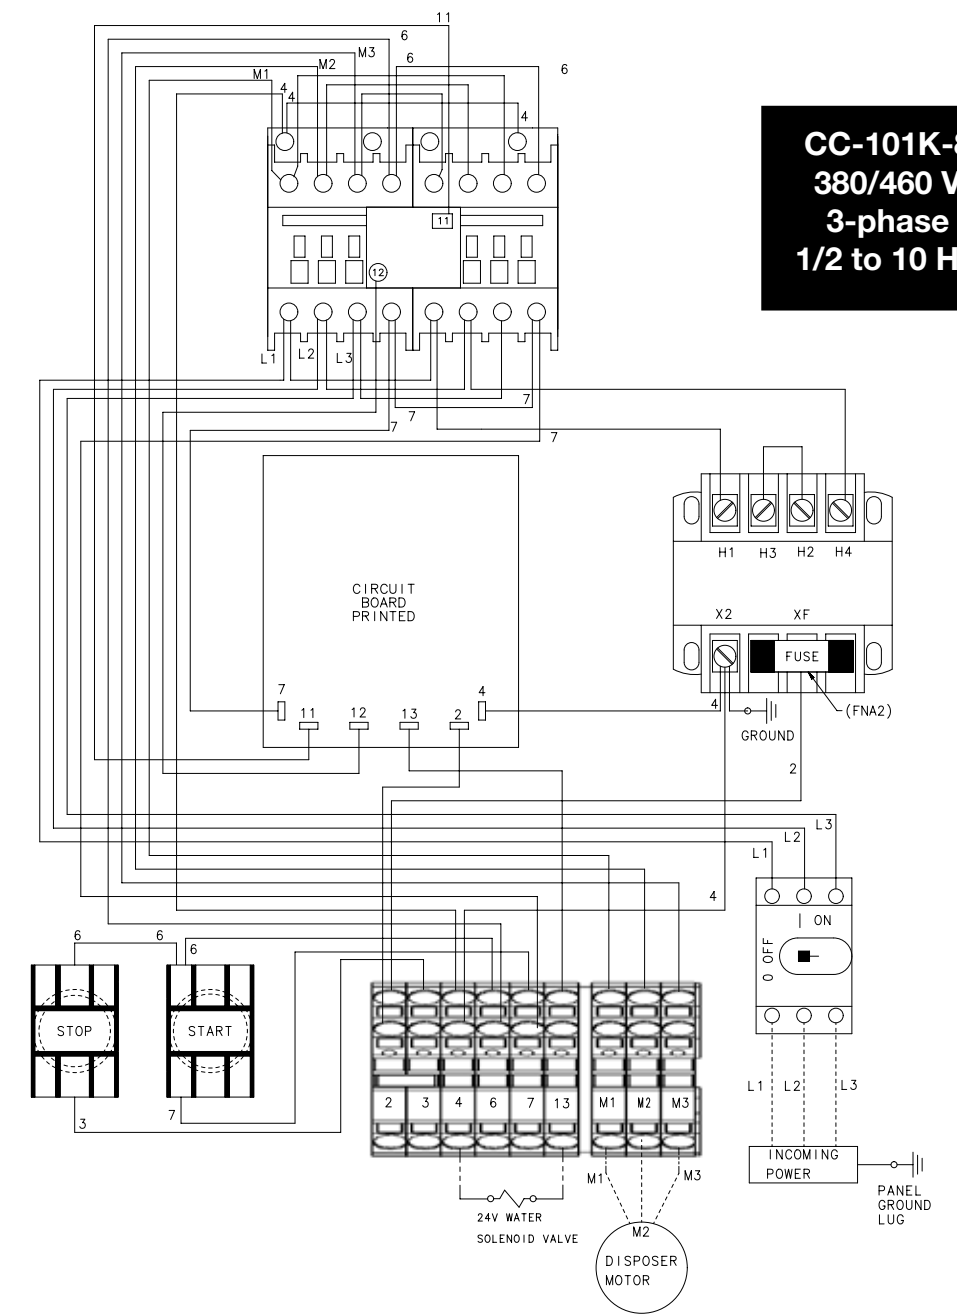 11
6
M3
6
M2
6
M1
4
4
4
11
12
L1
L2
L3
7
7
7
7
CC-101K-
380/460 V
3-phase
1/2 to 10 H
H1 H3 H2 H4
X2 XF
FUSE
(FNA2)
4
GROUND
2
CIRCUIT
BOARD
PRINTED
7
11 12 13 2
4
L3
L2
L1
4
| ON
O OFF
6
6
6
STOP
START
7
3
2 3 4 6 7 13 M1 M2 M3
L1 L2 L3
INCOMING
POWER
PANEL
GROUND
LUG
M1
M3
M2
24V WATER
SOLENOID VALVE
DISPOSER
MOTOR